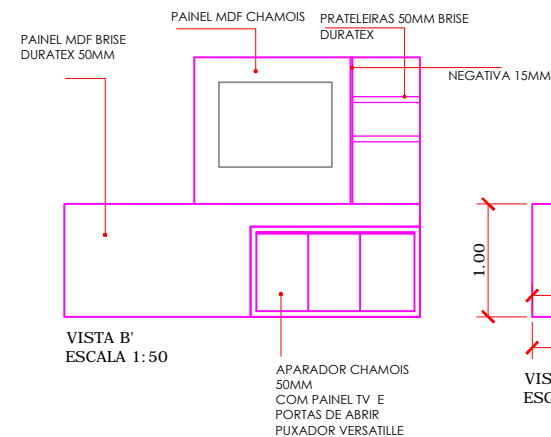 PAINEL MDF BRISE
DURATEX 50MM
PAINEL MDF CHAMOIS
PRATELEIRAS 50MM BRISE
DURATEX
NEGATIVA 15MM
1.00
VISTA B'
ESCALA 1:50
APARADOR CHAMOIS
50MM
COM PAINEL TV E
PORTAS DE ABRIR
PUXADOR VERSATILLE
VIS
ESC